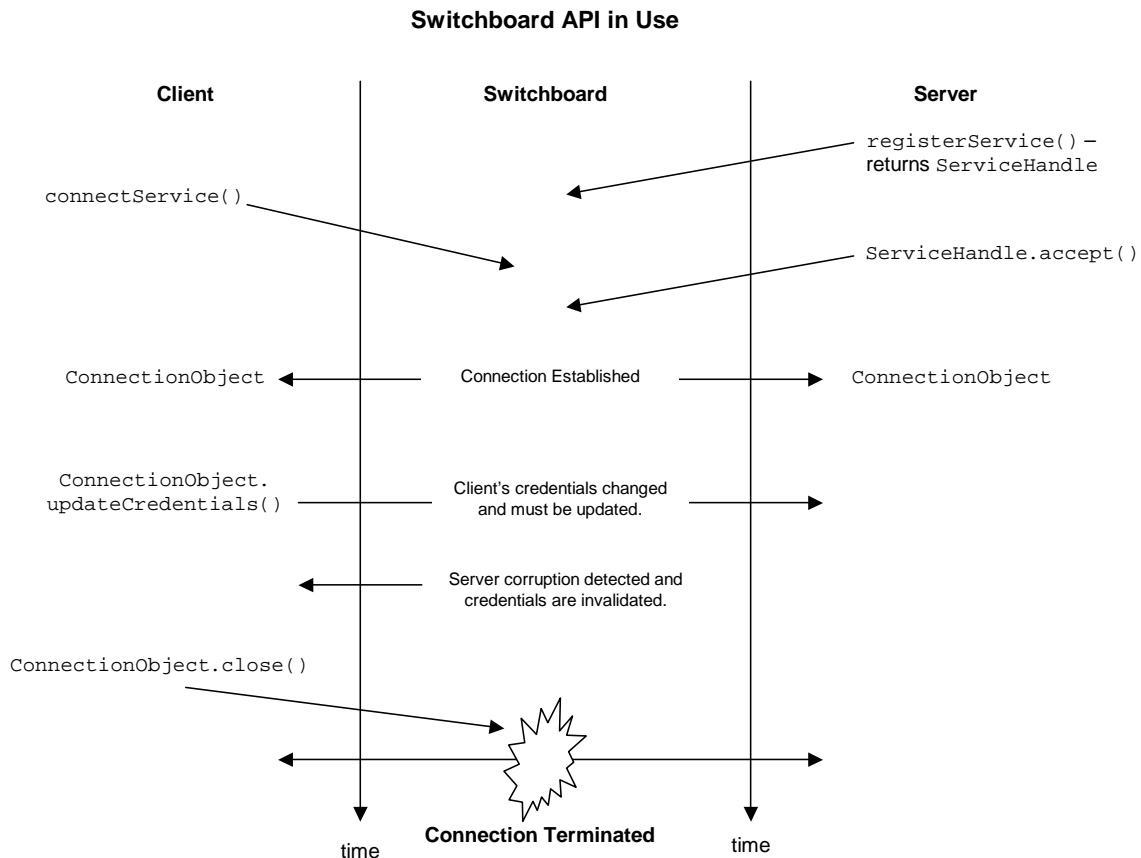 Switchboard API in Use
Client
Switchboard
Server
registerService() –
returns ServiceHandle
connectService()
ServiceHandle.accept()
ConnectionObject
Connection Established
ConnectionObject
ConnectionObject.
updateCredentials()
Client's credentials changed
and must be updated.
Server corruption detected and
credentials are invalidated.
ConnectionObject.close()
Connection Terminated
time
time